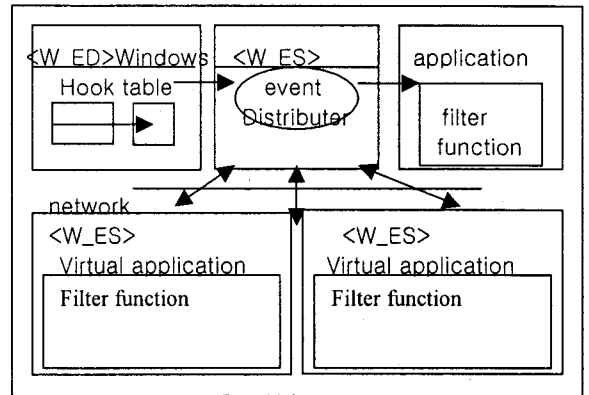 <W_ED>Windows
Hook table
<W_ES>
event
Distributer
application
filter
function
network
<W_ES>
Virtual application
Filter function
<W_ES>
Virtual application
Filter function